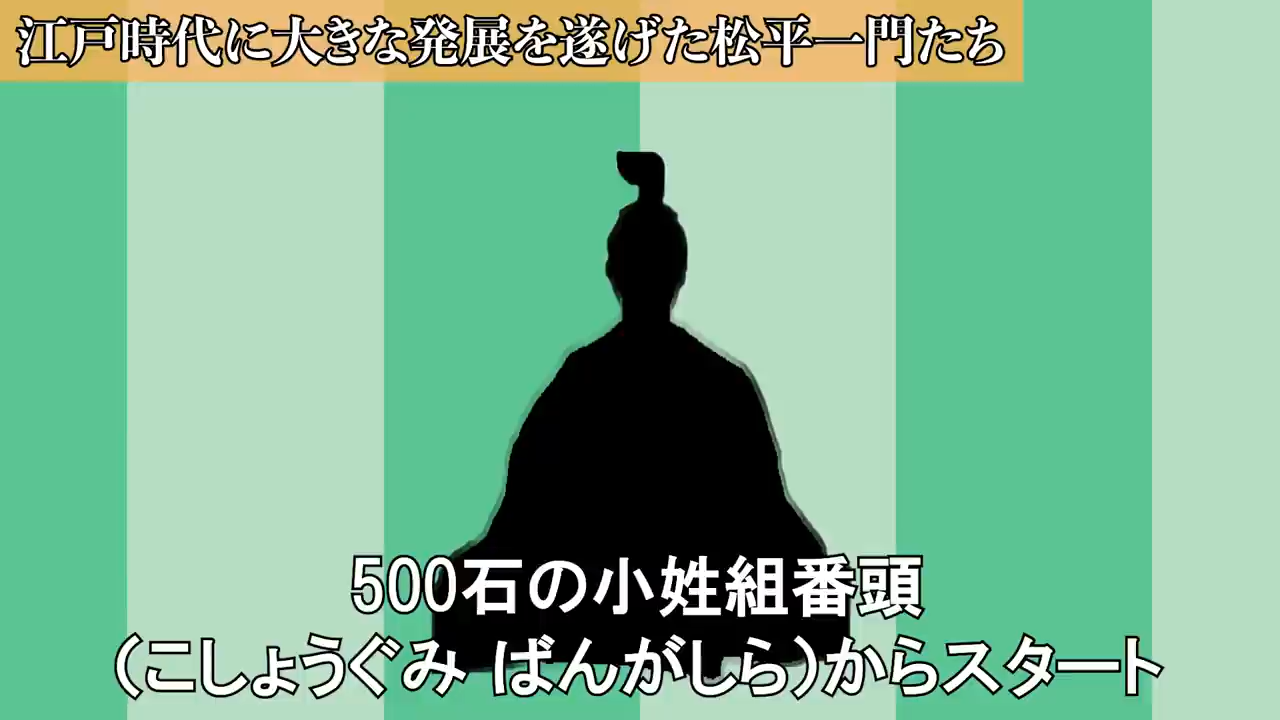 江戸時代に大きな発展を遂げた松平一門たち
500石の小姓組番頭
（こしょうぐみ ばんがしら）からスタート